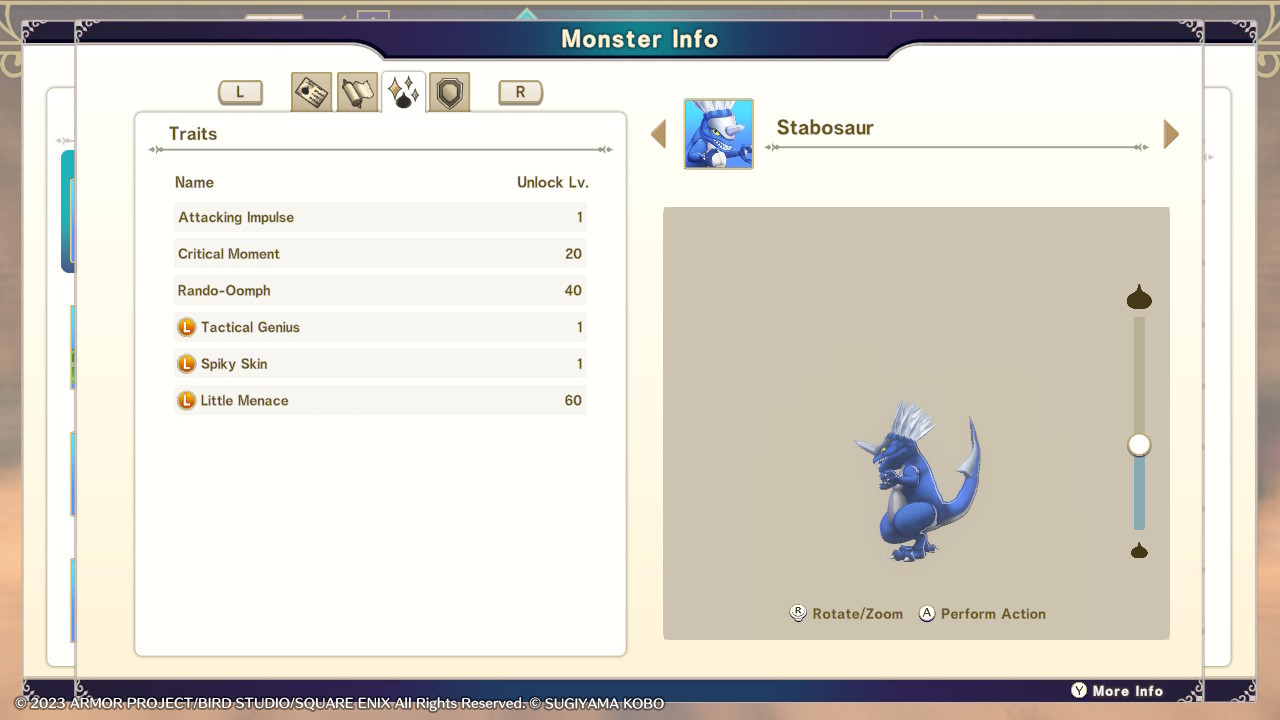 Monster Info
L
R
Traits
Name Unlock Lv.
Attacking Impulse 1
Critical Moment 20
Rando-Oomph 40
L Tactical Genius 1
L Spiky Skin 1
L Little Menace 60
Stabosaur
R Rotate/Zoom A Perform Action
Y More Info
© 2023 ARMOR PROJECT/BIRD STUDIO/SQUARE ENIX All Rights Reserved. © SUGIYAMA KOBO